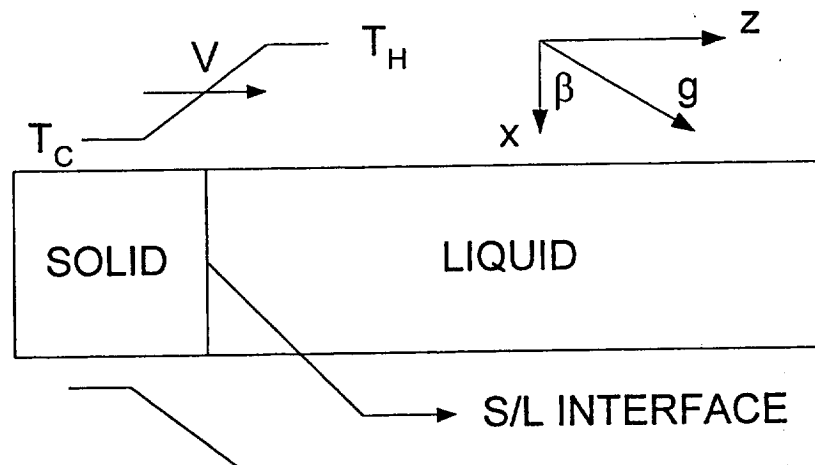 V
T_H
T_C
z
β
g
x
SOLID
LIQUID
S/L INTERFACE